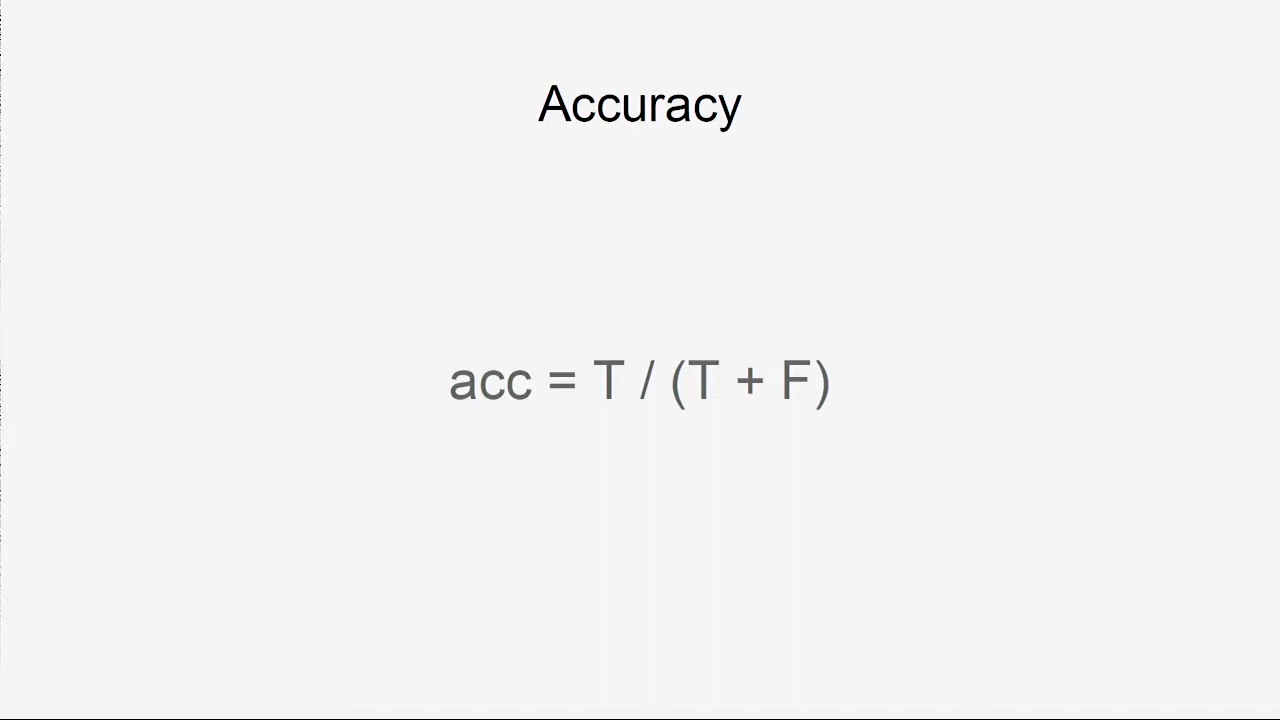 Accuracy
acc = T / (T + F)